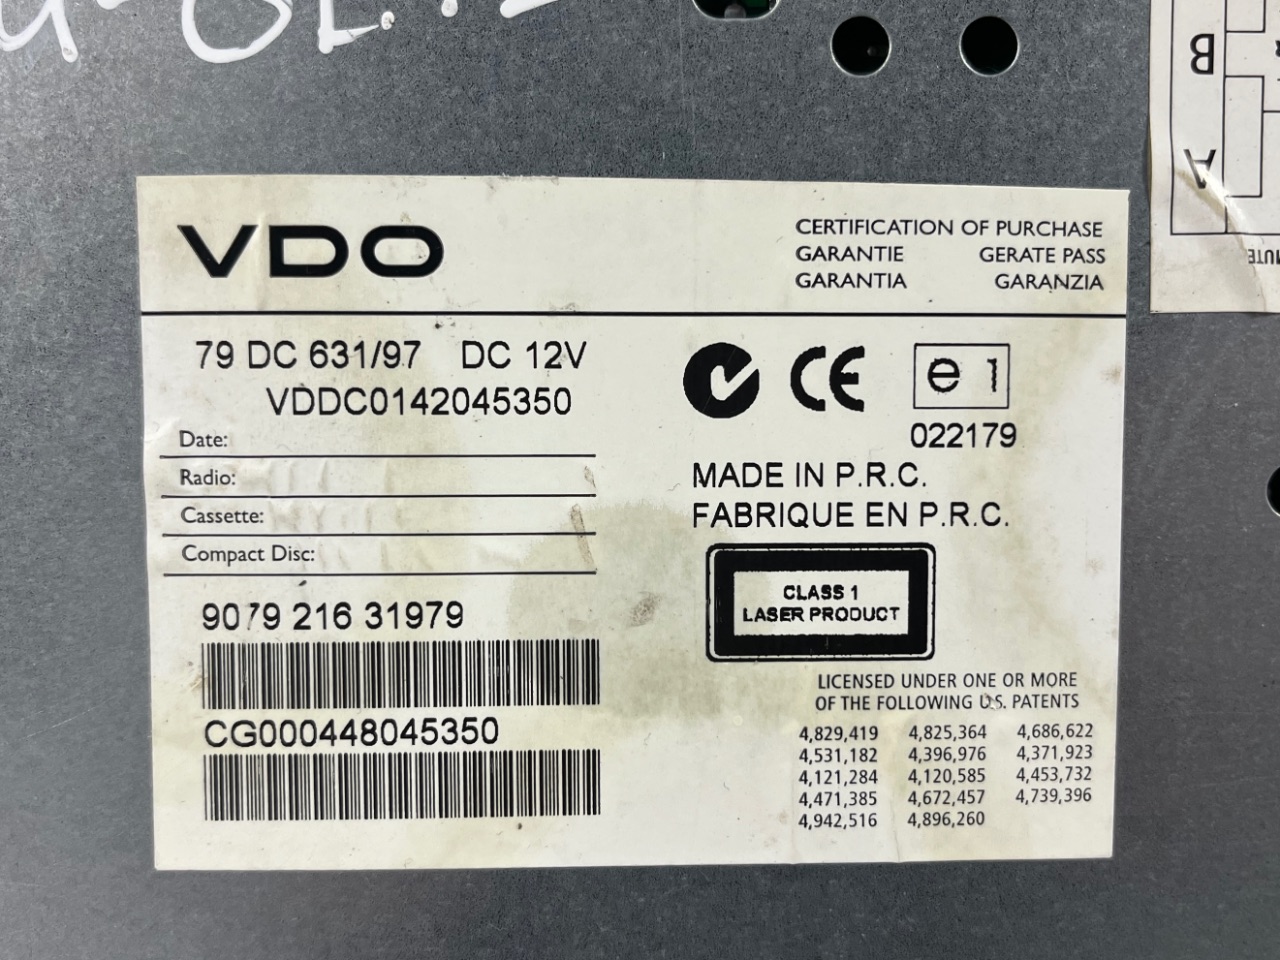 B
A
VDO
CERTIFICATION OF PURCHASE
GARANTIE GERATE PASS
GARANTIA GARANZIA
79 DC 631/97 DC 12V
VDDC0142045350
Date:
Radio:
Cassette:
Compact Disc:
9079 216 31979
CG000448045350
e 1
022179
MADE IN P.R.C.
FABRIQUE EN P.R.C.
CLASS 1
LASER PRODUCT
LICENSED UNDER ONE OR MORE
OF THE FOLLOWING U.S. PATENTS
4,829,419 4,825,364 4,686,622
4,531,182 4,396,976 4,371,923
4,121,284 4,120,585 4,453,732
4,471,385 4,672,457 4,739,396
4,942,516 4,896,260